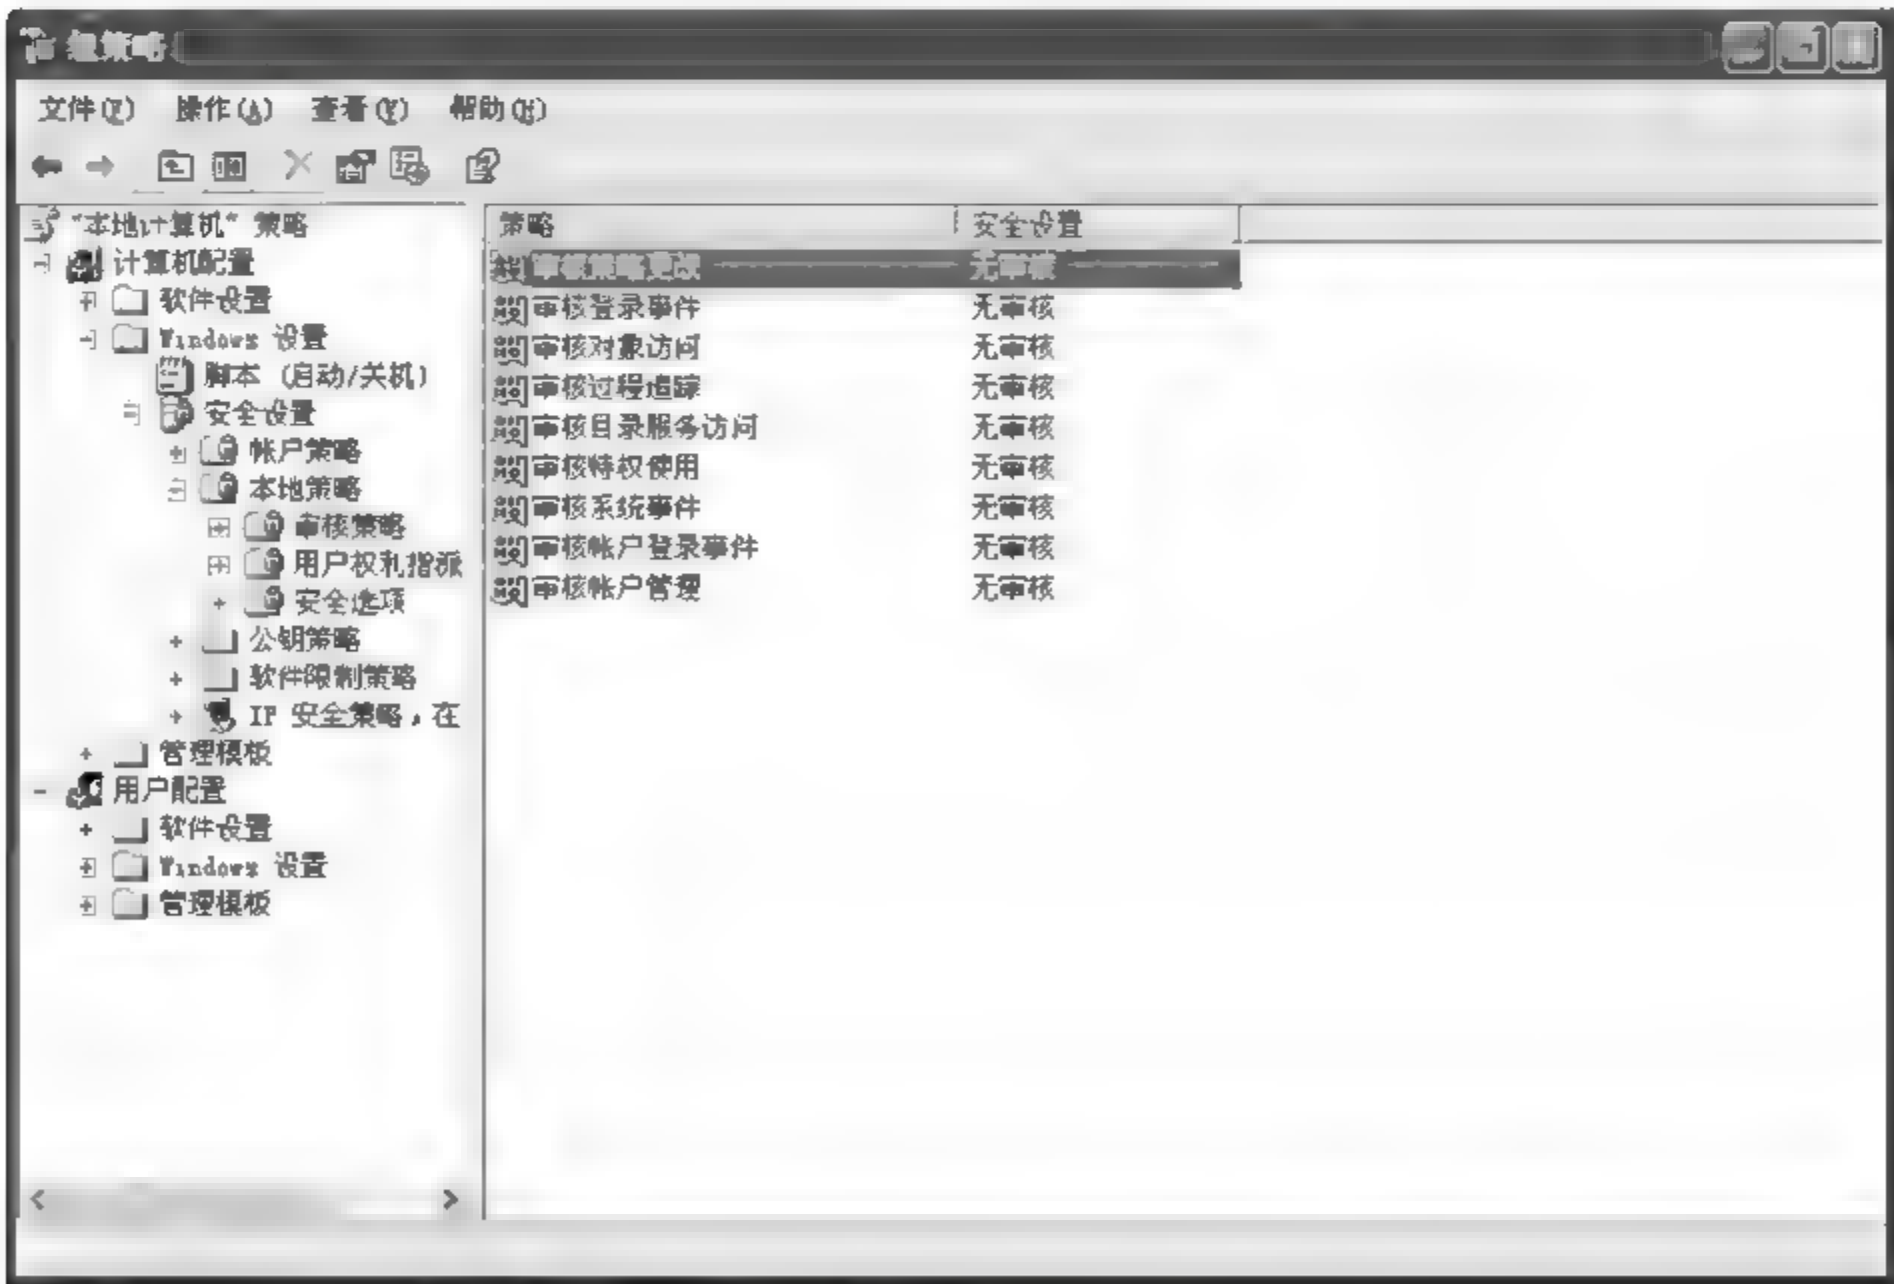 组策略
文件(F) 操作(A) 查看(V) 帮助(H)
"本地计算机" 策略
计算机配置
软件设置
Windows 设置
脚本 (启动/关机)
安全设置
帐户策略
本地策略
审核策略
用户权利指派
安全选项
公钥策略
软件限制策略
IP 安全策略，在
管理模板
用户配置
软件设置
Windows 设置
管理模板
策略 安全设置
审核策略更改 无审核
审核登录事件 无审核
审核对象访问 无审核
审核过程追踪 无审核
审核目录服务访问 无审核
审核特权使用 无审核
审核系统事件 无审核
审核帐户登录事件 无审核
审核帐户管理 无审核